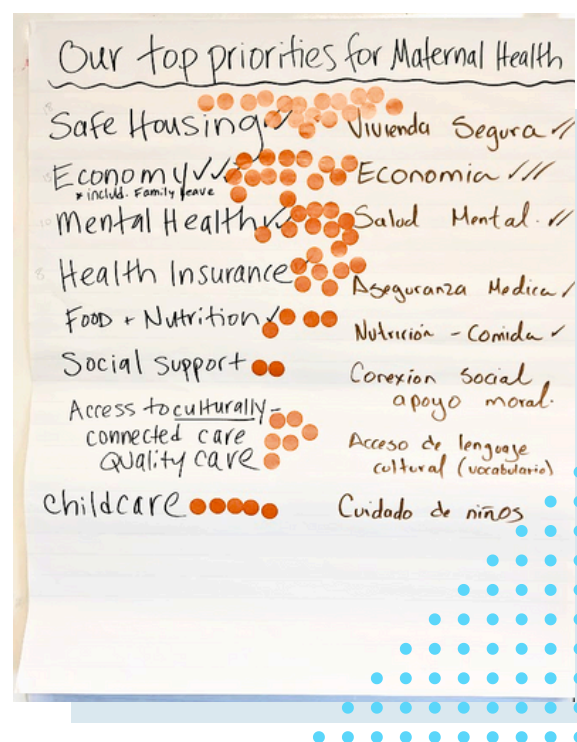 Our top priorities for Maternal Health
Safe Housing ✓ Vivienda Segura ✓✓
Economy ✓✓✓ Economia ✓✓✓
* includ. Family leave
Mental Health ✓✓ Salud Mental. ✓✓
Health Insurance ✓ Aseguranza Medica ✓
Food + Nutrition ✓ Nutrición - Comida ✓
Social support Conexion Social
apoyo moral.
Access to culturally-
connected care
Quality care
Acceso de lenguaje
cultural (vocabulario)
childcare Cuidado de niños